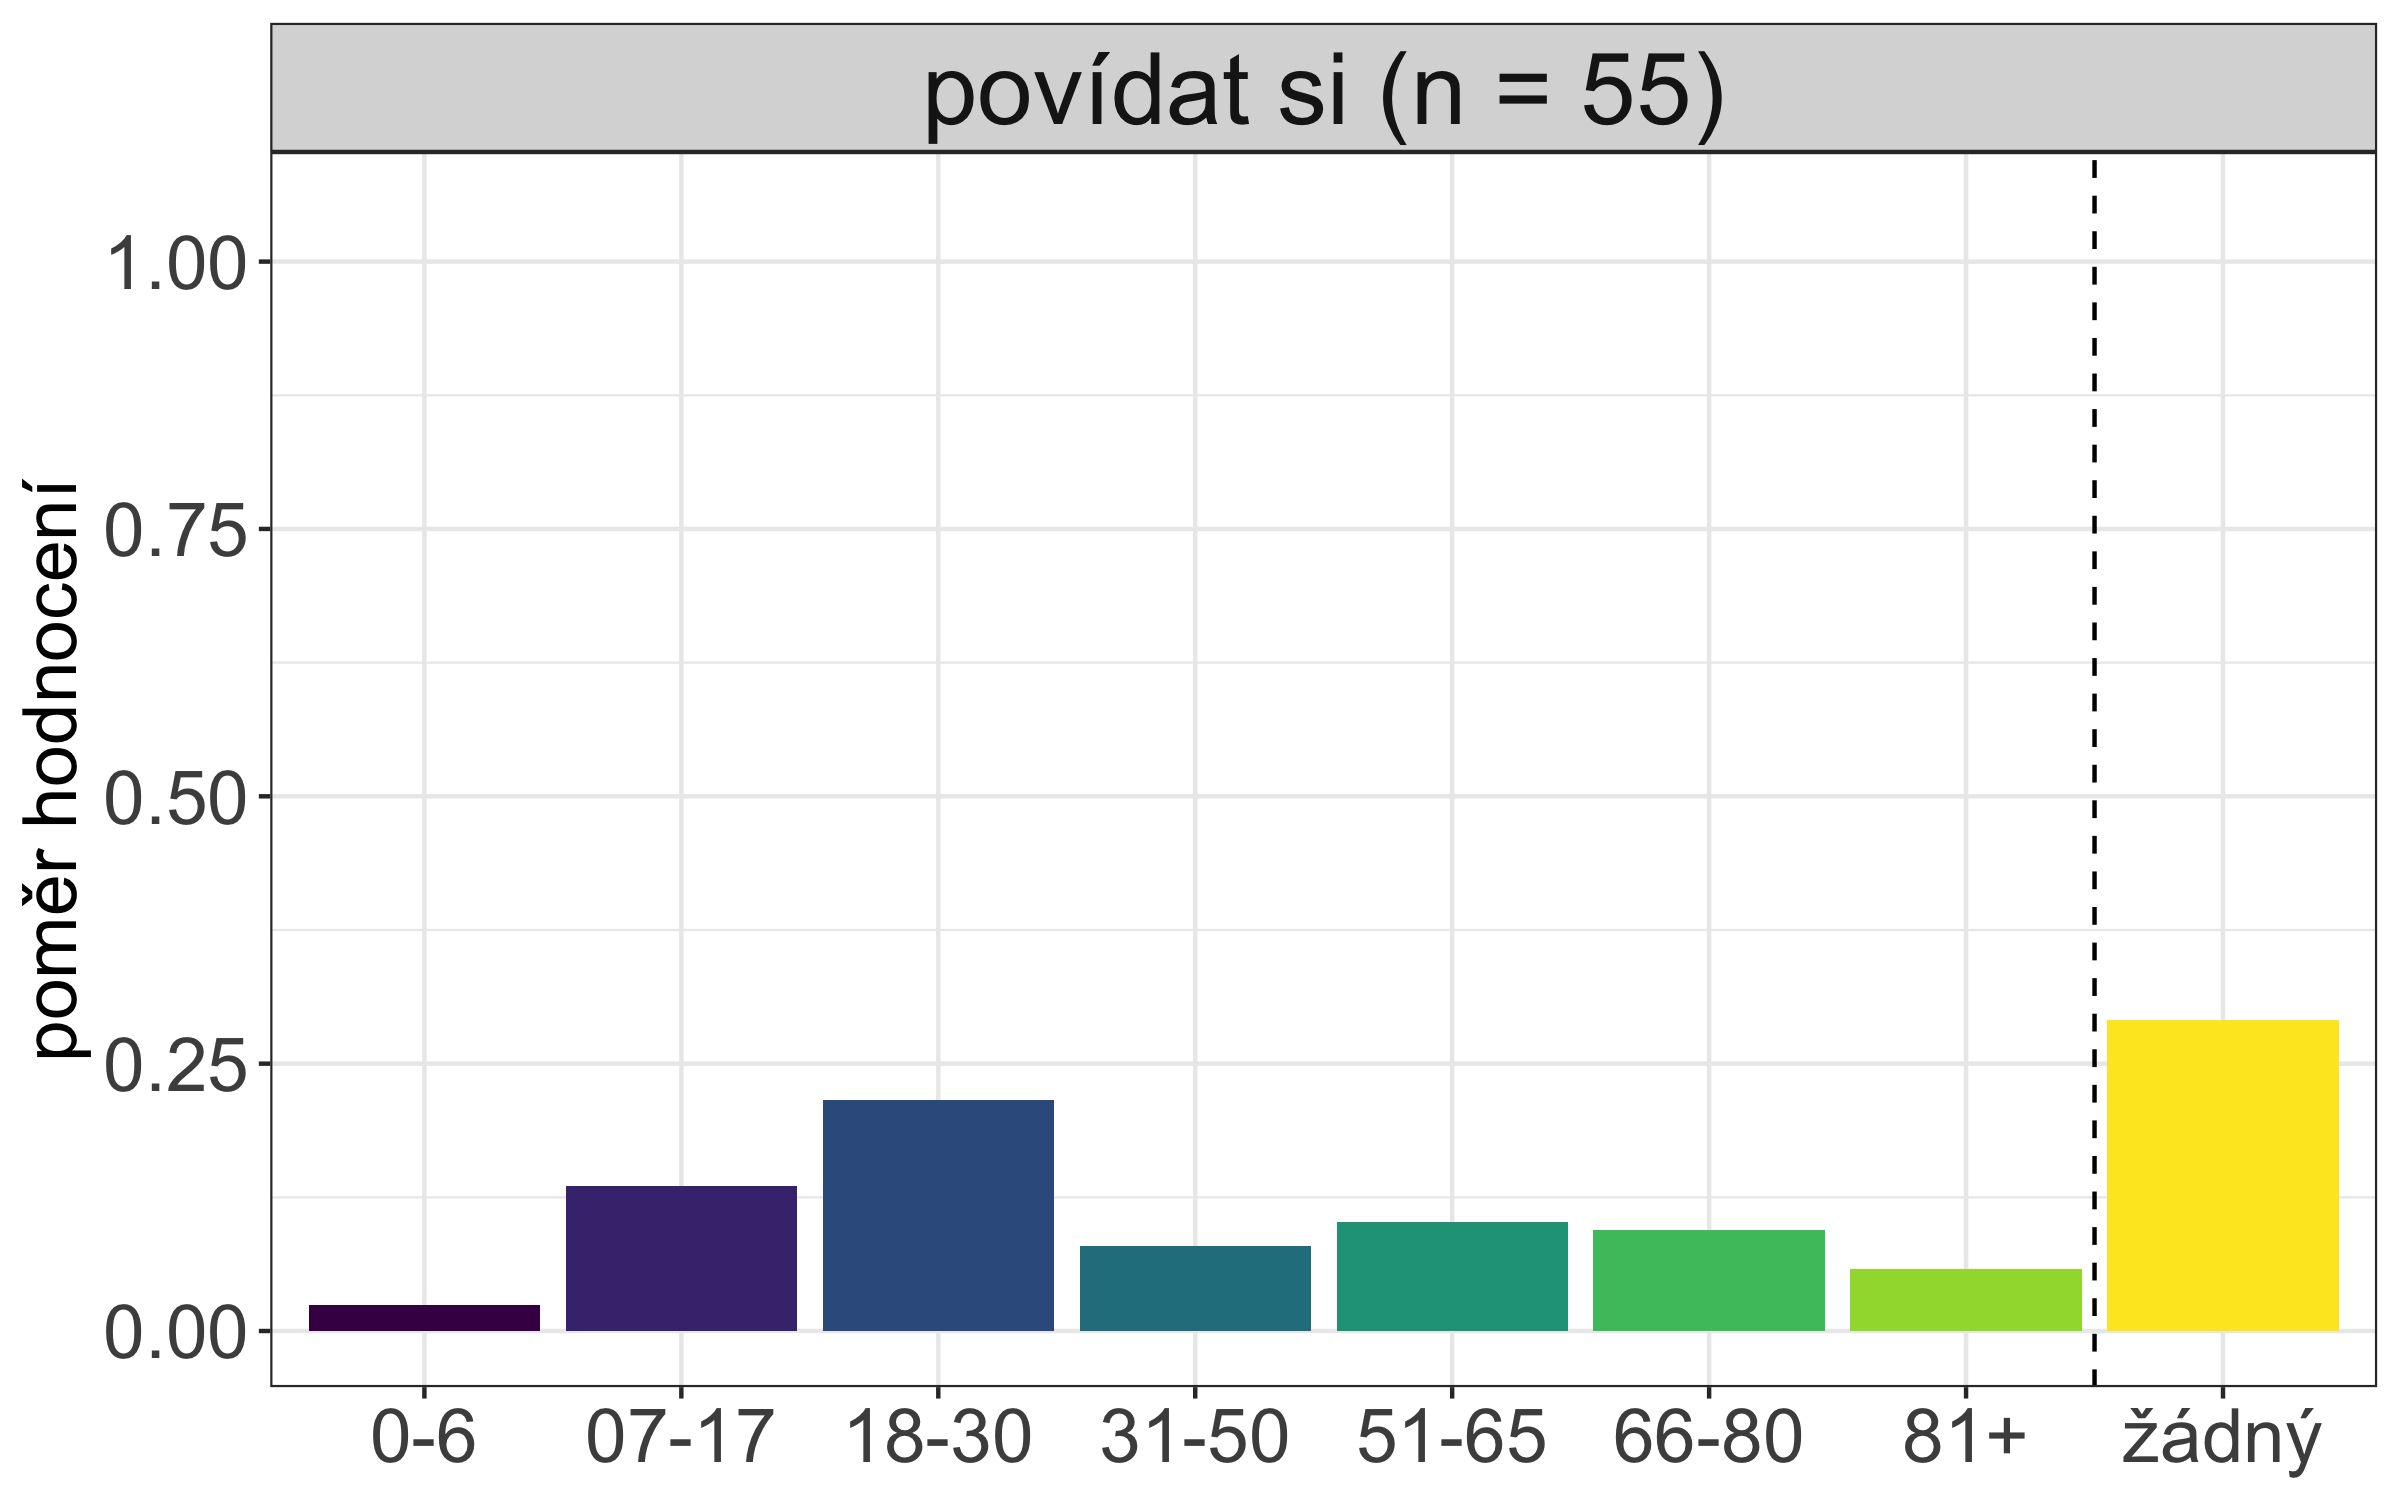 povídat si (n = 55)
poměr hodnocení
1.00
0.75
0.50
0.25
0.00
0-6 07-17 18-30 31-50 51-65 66-80 81+ žádný